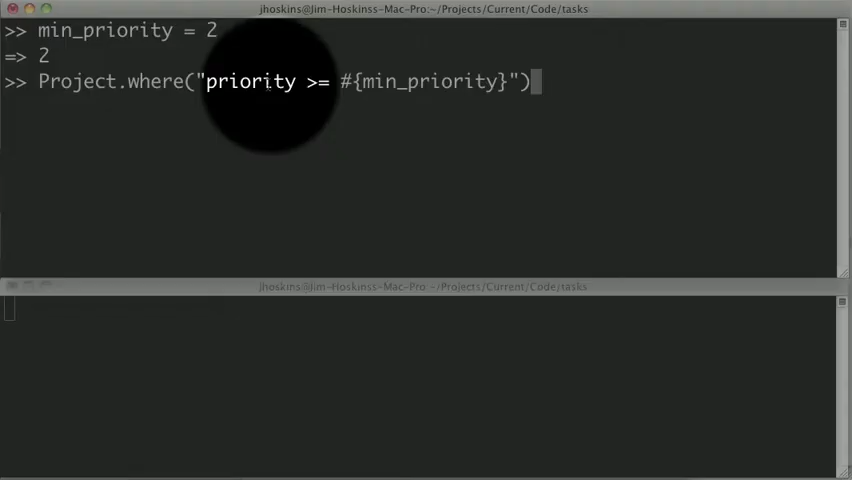 jhoskins@Jim-Hoskinss-Mac-Pro:~/Projects/Current/Code/tasks
>> min_priority = 2
=> 2
>> Project.where("priority >= #{min_priority}")
jhoskins@Jim-Hoskinss-Mac-Pro:~/Projects/Current/Code/tasks